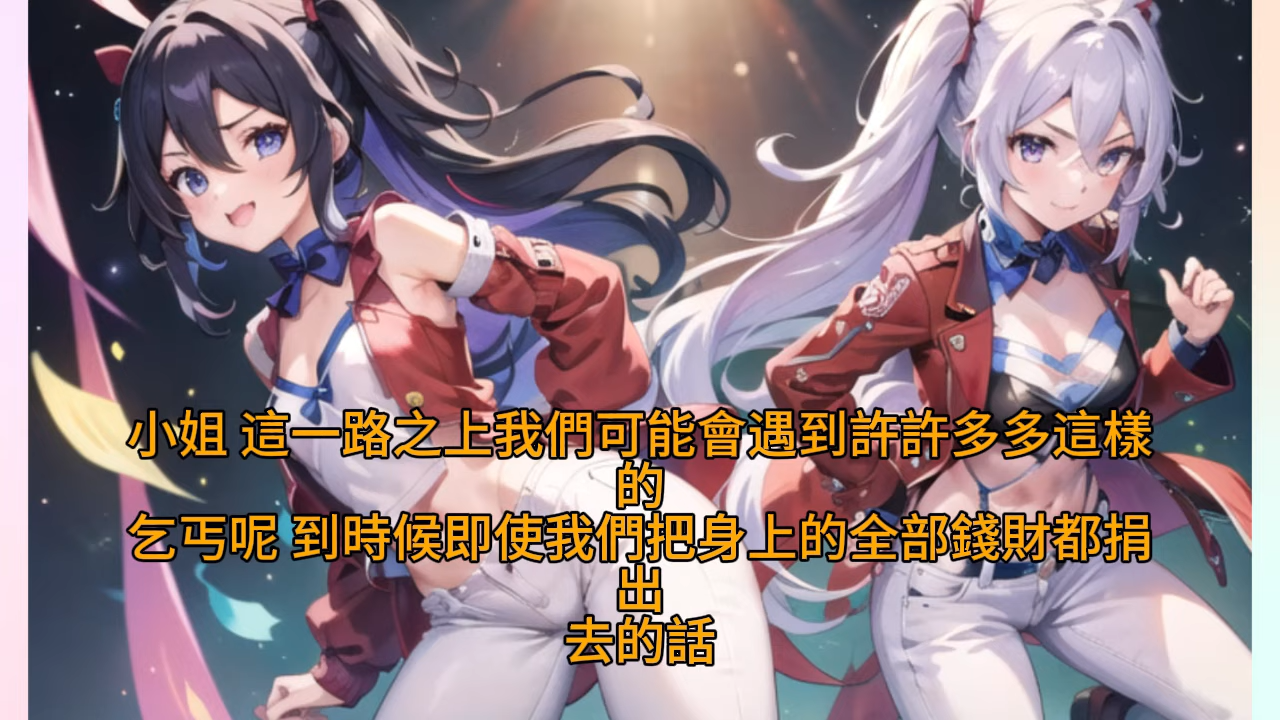 小姐 這一路之上我們可能會遇到許許多多這樣
的
乞丐呢 到時候即使我們把身上的全部錢財都捐
出
去的話